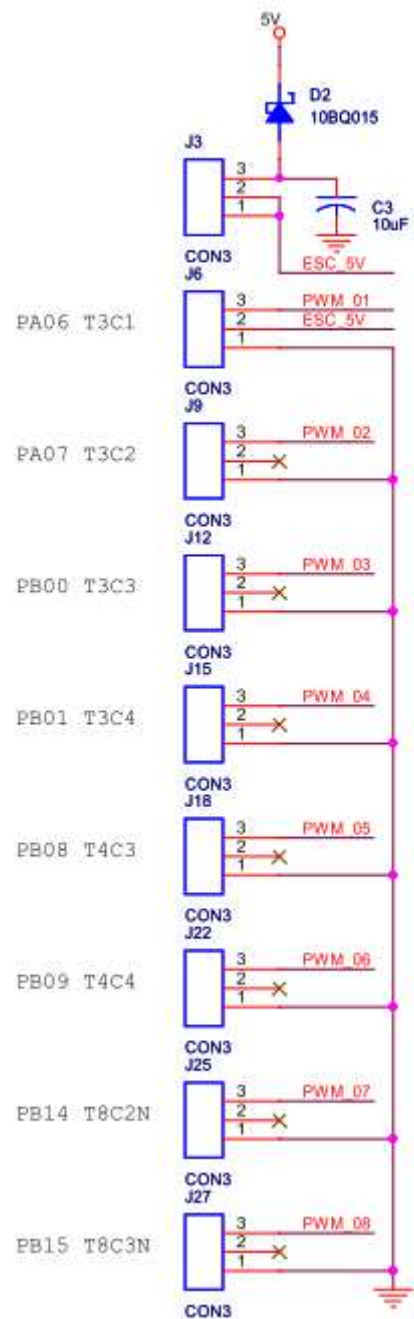 5V
D2
10BQ015
J3
3
2
1
C3
10uF
CON3
ESC_5V
J6
3 PWM_01
PA06 T3C1 2 ESC_5V
1
CON3
J9
3 PWM_02
PA07 T3C2 2
1
CON3
J12
3 PWM_03
PB00 T3C3 2
1
CON3
J15
3 PWM_04
PB01 T3C4 2
1
CON3
J18
3 PWM_05
PB08 T4C3 2
1
CON3
J22
3 PWM_06
PB09 T4C4 2
1
CON3
J25
3 PWM_07
PB14 T8C2N 2
1
CON3
J27
3 PWM_08
PB15 T8C3N 2
1
CON3